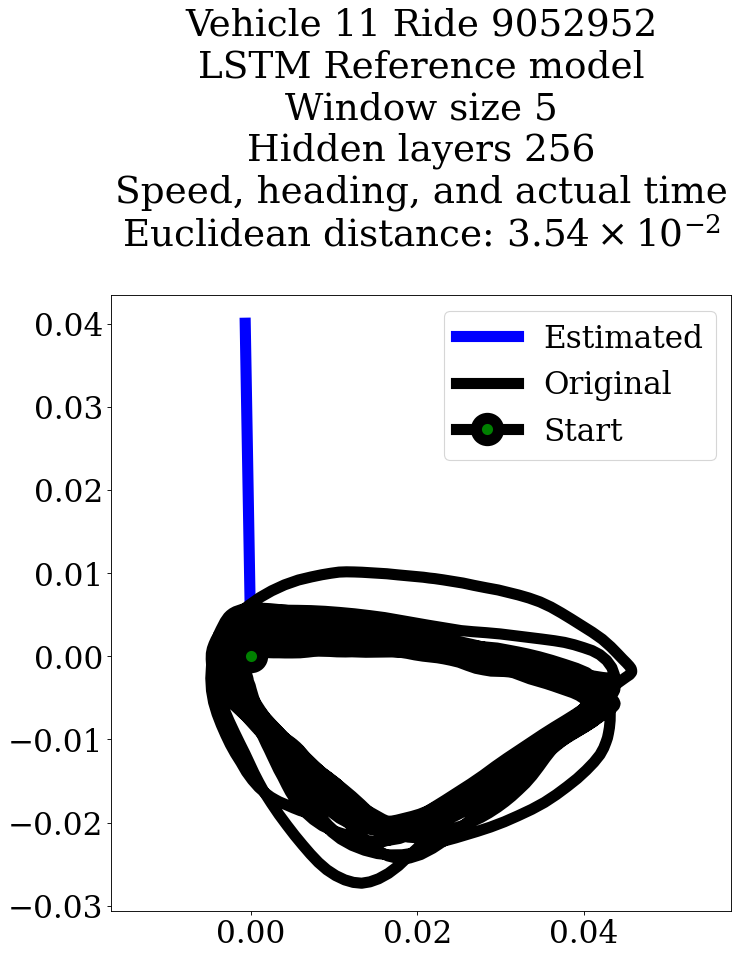 Vehicle 11 Ride 9052952
LSTM Reference model
Window size 5
Hidden layers 256
Speed, heading, and actual time
Euclidean distance: 3.54 × 10⁻²
Estimated
Original
Start
0.04
0.03
0.02
0.01
0.00
−0.01
−0.02
−0.03
0.00 0.02 0.04